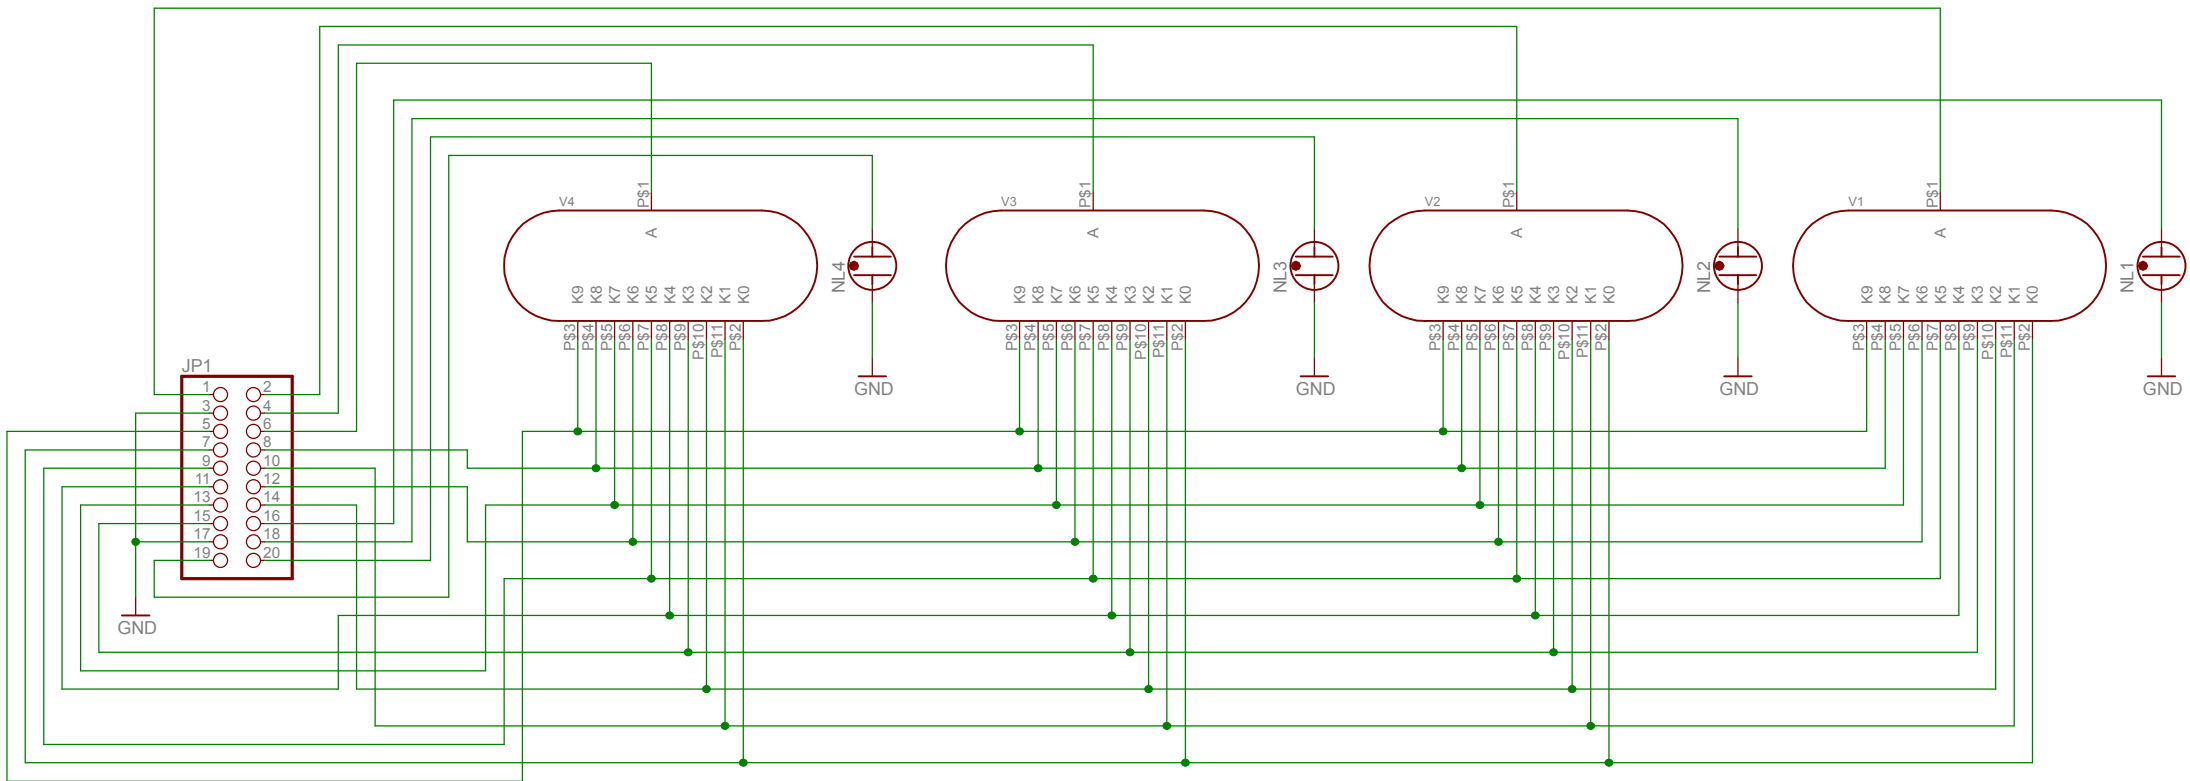 V4
P$1
A
K9 K8 K7 K6 K5 K4 K3 K2 K1 K0
P$3 P$4 P$5 P$6 P$7 P$8 P$9 P$10 P$11 P$2
NL4
GND
V3
P$1
A
K9 K8 K7 K6 K5 K4 K3 K2 K1 K0
P$3 P$4 P$5 P$6 P$7 P$8 P$9 P$10 P$11 P$2
NL3
GND
V2
P$1
A
K9 K8 K7 K6 K5 K4 K3 K2 K1 K0
P$3 P$4 P$5 P$6 P$7 P$8 P$9 P$10 P$11 P$2
NL2
GND
V1
P$1
A
K9 K8 K7 K6 K5 K4 K3 K2 K1 K0
P$3 P$4 P$5 P$6 P$7 P$8 P$9 P$10 P$11 P$2
NL1
GND
JP1
1 2
3 4
5 6
7 8
9 10
11 12
13 14
15 16
17 18
19 20
GND